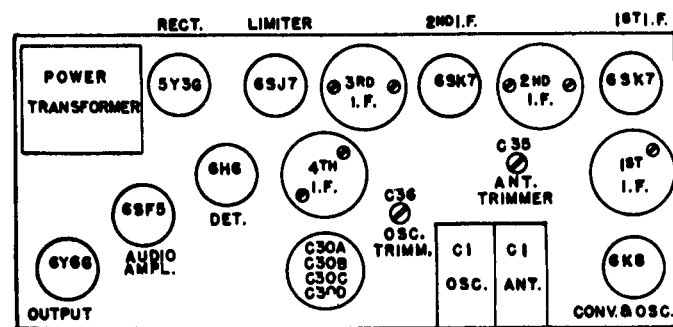 RECT. LIMITER 2ND I.F. 1ST I.F.
POWER
TRANSFORMER
5Y3G
6SJ7
3RD
I.F.
6SK7
2ND
I.F.
6SK7
6H6
DET.
4TH
I.F.
C35
ANT.
TRIMMER
1ST
I.F.
6SF5
AUDIO
AMPL.
C36
OSC.
TRIMM.
6Y6G
OUTPUT
C30A
C30B
C30C
C30D
C1
OSC.
C1
ANT.
6K8
CONV. & OSC.